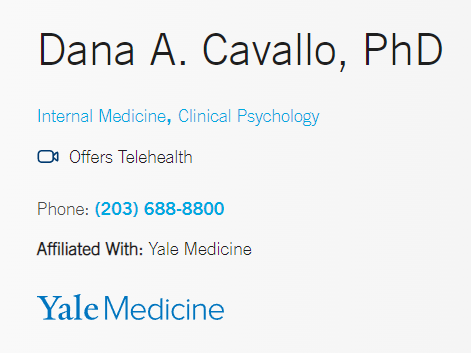 Dana A. Cavallo, PhD
Internal Medicine, Clinical Psychology
Offers Telehealth
Phone: (203) 688-8800
Affiliated With: Yale Medicine
Yale Medicine